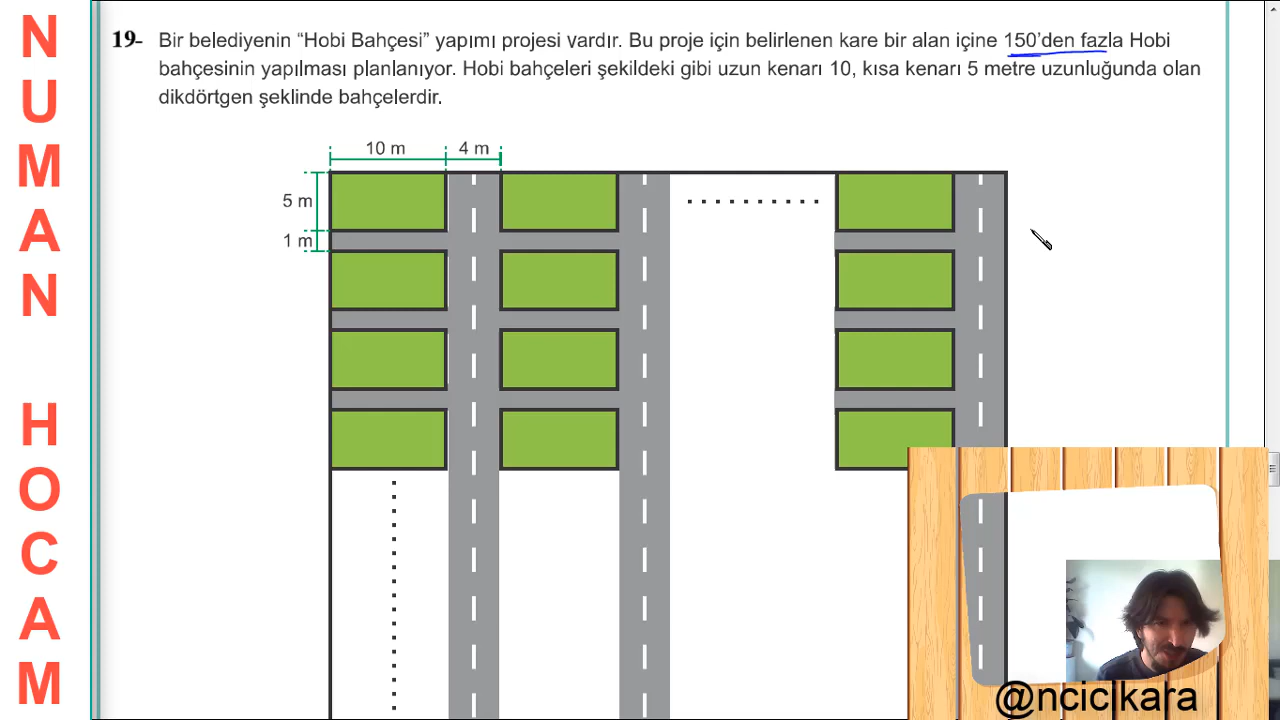 NUMAN HOCAM
19- Bir belediyenin “Hobi Bahçesi” yapımı projesi vardır. Bu proje için belirlenen kare bir alan içine 150’den fazla Hobi
bahçesinin yapılması planlanıyor. Hobi bahçeleri şekildeki gibi uzun kenarı 10, kısa kenarı 5 metre uzunluğunda olan
dikdörtgen şeklinde bahçelerdir.
10 m
4 m
5 m
1 m
@ncicikara